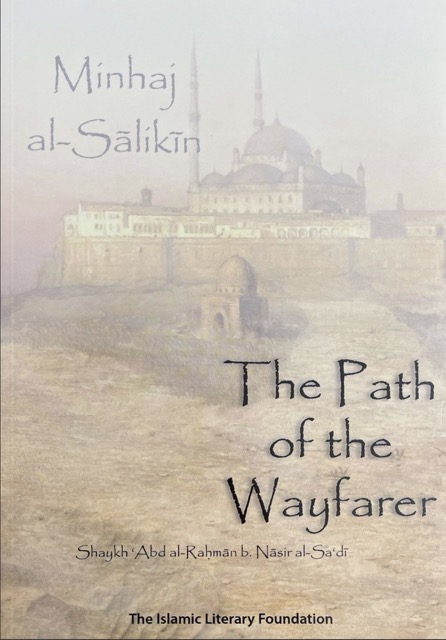 Minhaj
al-Sālikīn
The Path
of the
Wayfarer
Shaykh ʿAbd al-Raḥmān b. Nāsir al-Saʿdī
The Islamic Literary Foundation